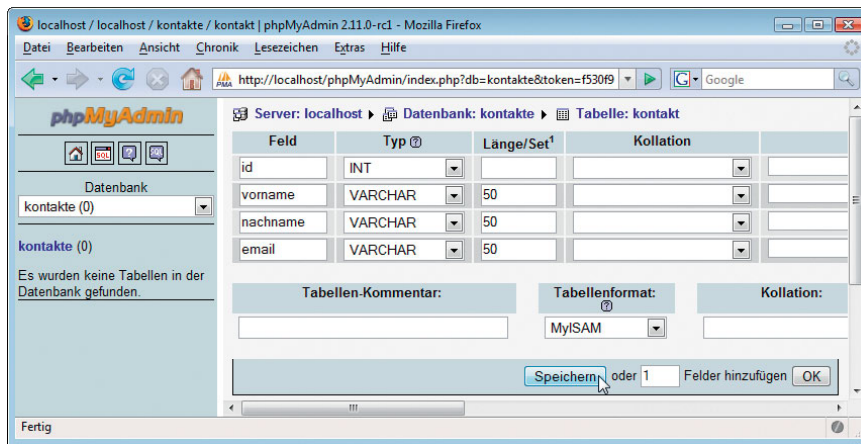 localhost / localhost / kontakte / kontakt | phpMyAdmin 2.11.0-rc1 - Mozilla Firefox
Datei Bearbeiten Ansicht Chronik Lesezeichen Extras Hilfe
PMA http://localhost/phpMyAdmin/index.php?db=kontakte&token=f530f9 G Google
phpMyAdmin
Server: localhost Datenbank: kontakte Tabelle: kontakt
SQL
Datenbank
kontakte (0)
kontakte (0)
Es wurden keine Tabellen in der
Datenbank gefunden.
Feld Typ Länge/Set1 Kollation
id INT
vorname VARCHAR 50
nachname VARCHAR 50
email VARCHAR 50
Tabellen-Kommentar: Tabellenformat: Kollation:
MyISAM
Speichern oder 1 Felder hinzufügen OK
Fertig